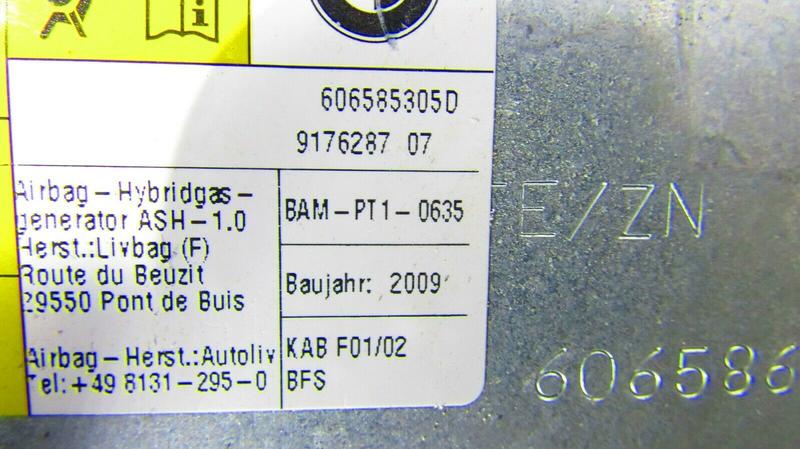 606585305D
9176287 07
Airbag-Hybridgas-
generator ASH-1.0
Herst.:Livbag (F)
Route du Beuzit
29550 Pont de Buis
Airbag-Herst.:Autoliv
Tel:+49 8131-295-0
BAM-PT1-0635
Baujahr: 2009
KAB F01/02
BFS
E/ZN
606586